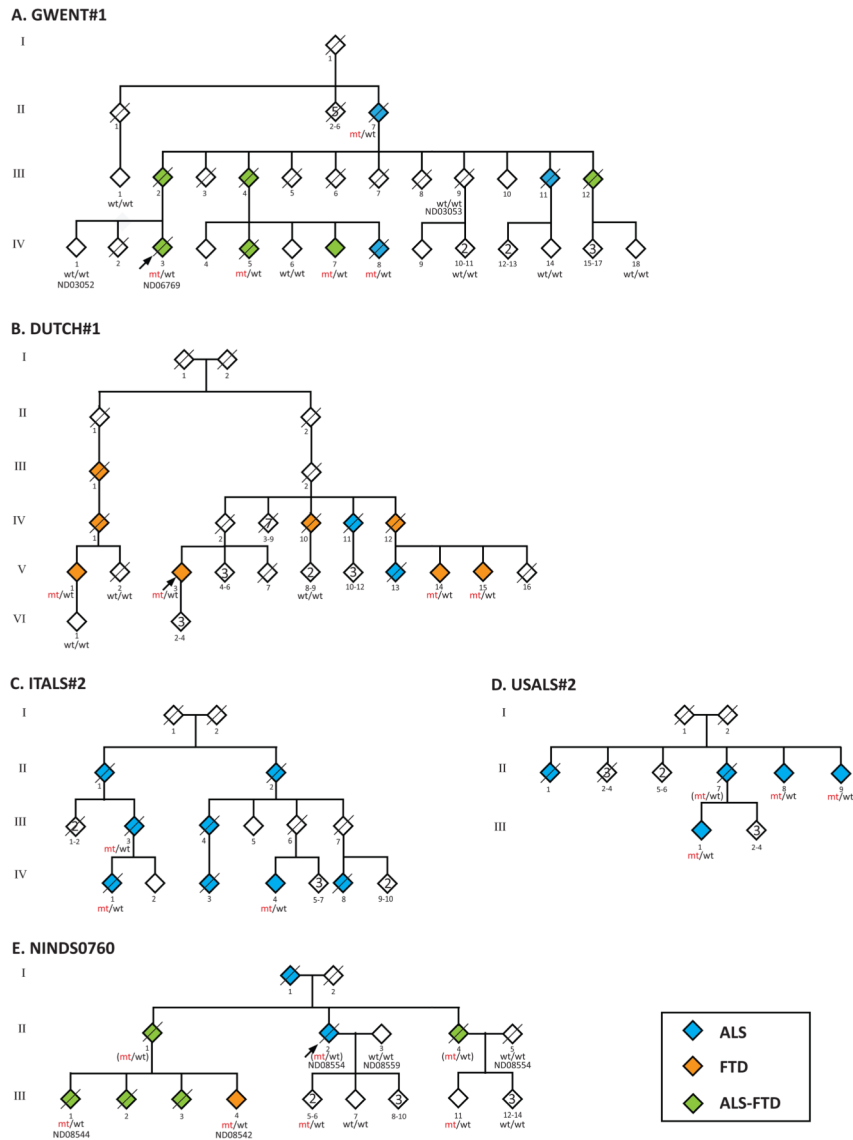 A. GWENT#1
I
1
II
1
5
2-6
7
mt/wt
III
1
wt/wt
2
3
4
5
6
7
8
9
wt/wt
ND03053
10
11
12
IV
1
wt/wt
ND03052
2
3
mt/wt
ND06769
4
5
mt/wt
6
wt/wt
7
mt/wt
8
mt/wt
9
2
10-11
wt/wt
2
12-13
14
wt/wt
3
15-17
18
wt/wt
B. DUTCH#1
I
1
2
II
1
2
III
1
2
IV
1
2
7
3-9
10
11
12
V
1
mt/wt
2
wt/wt
3
mt/wt
3
4-6
7
2
8-9
wt/wt
3
10-12
13
14
mt/wt
15
mt/wt
16
VI
1
wt/wt
3
2-4
C. ITALS#2
I
1
2
II
1
2
III
2
1-2
3
mt/wt
4
5
6
7
IV
1
mt/wt
2
3
4
mt/wt
3
5-7
8
2
9-10
D. USALS#2
I
1
2
II
1
3
2-4
2
5-6
7
(mt/wt)
8
mt/wt
9
mt/wt
III
1
mt/wt
3
2-4
E. NINDS0760
I
1
2
II
1
(mt/wt)
2
(mt/wt)
ND08554
3
wt/wt
ND08559
4
(mt/wt)
5
wt/wt
ND08554
III
1
mt/wt
ND08544
2
3
4
mt/wt
ND08542
2
5-6
mt/wt
7
wt/wt
3
8-10
11
mt/wt
3
12-14
wt/wt
ALS
FTD
ALS-FTD